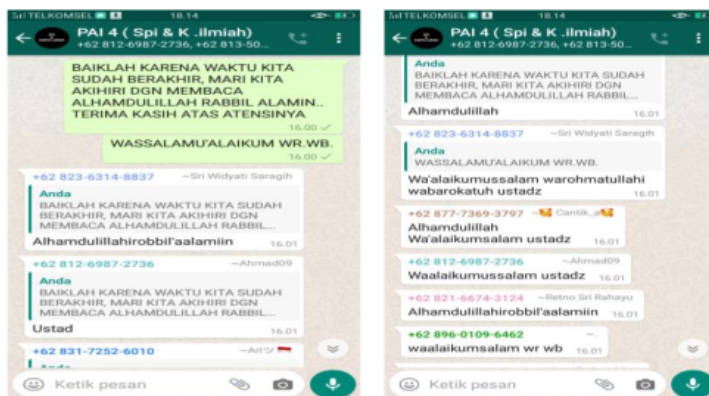 TELKOMSEL
18.14
PAI 4 ( Spi & K .ilmiah)
+62 812-6987-2736, +62 813-50...
BAIKLAH KARENA WAKTU KITA
SUDAH BERAKHIR, MARI KITA
AKIHIRI DGN MEMBACA
ALHAMDULILLAH RABBIL ALAMIN..
TERIMA KASIH ATAS ATENSINYA
16.00
WASSALAMU'ALAIKUM WR.WB.
16.00
+62 823-6314-8837 ~Sri Widyati Saragih
Anda
BAIKLAH KARENA WAKTU KITA SUDAH
BERAKHIR, MARI KITA AKIHIRI DGN
MEMBACA ALHAMDULILLAH RABBIL...
Alhamdulillahirobbil'aalamiin 16.01
+62 812-6987-2736 ~Ahmad09
Anda
BAIKLAH KARENA WAKTU KITA SUDAH
BERAKHIR, MARI KITA AKIHIRI DGN
MEMBACA ALHAMDULILLAH RABBIL...
Ustad 16.01
+62 831-7252-6010 ~Ariツ
Ketik pesan
TELKOMSEL
18.14
PAI 4 ( Spi & K .ilmiah)
+62 812-6987-2736, +62 813-50...
Anda
BAIKLAH KARENA WAKTU KITA SUDAH
BERAKHIR, MARI KITA AKIHIRI DGN
MEMBACA ALHAMDULILLAH RABBIL...
Alhamdulillah 16.01
+62 823-6314-8837 ~Sri Widyati Saragih
Anda
WASSALAMU'ALAIKUM WR.WB.
Wa'alaikumussalam warohmatullahi
wabarokatuh ustadz 16.01
+62 877-7369-3797 ~🥰 Cantik_a🥰
Alhamdulillah
Wa'alaikumsalam ustadz 16.01
+62 812-6987-2736 ~Ahmad09
Waalaikumussalam ustadz 16.01
+62 821-6674-3124 ~Retno Sri Rahayu
Alhamdulillahirobbil'aalamiin 16.01
+62 896-0109-6462 ~.
waalaikumsalam wr wb 16.01
Ketik pesan